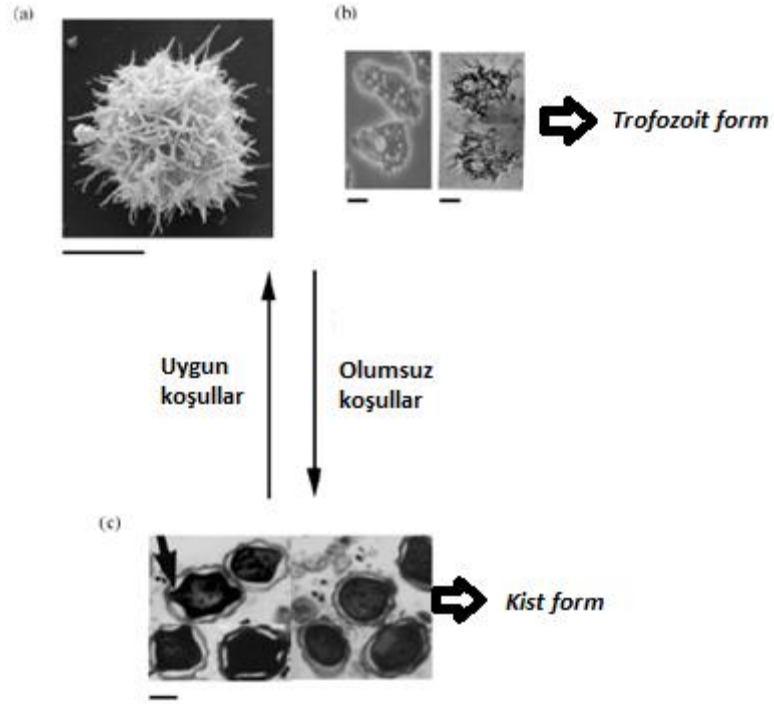 (a)
(b)
Trofozoit form
Uygun
koşullar
Olumsuz
koşullar
(c)
Kist form